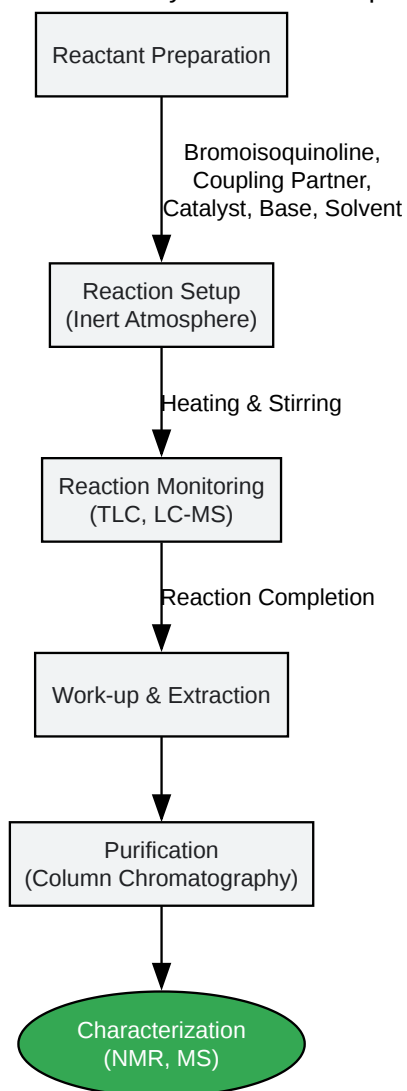 Reactant Preparation
Bromoisoquinoline,
Coupling Partner,
Catalyst, Base, Solvent
Reaction Setup
(Inert Atmosphere)
Heating & Stirring
Reaction Monitoring
(TLC, LC-MS)
Reaction Completion
Work-up & Extraction
Purification
(Column Chromatography)
Characterization
(NMR, MS)